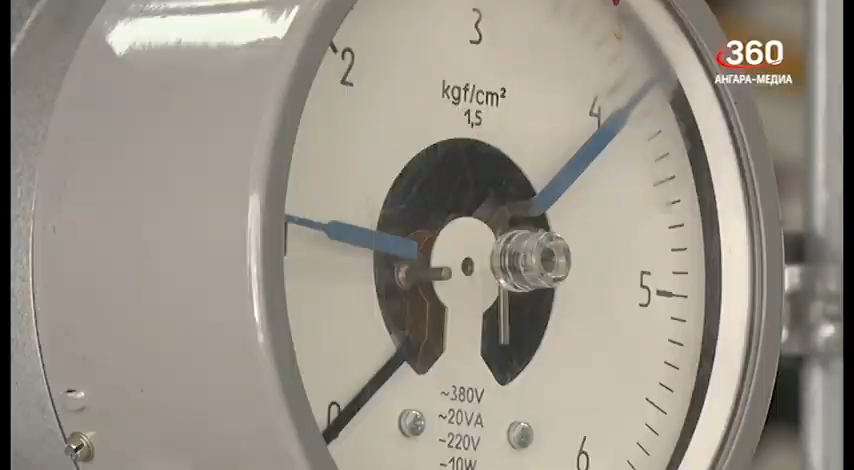 3
360
АНГАРА-МЕДИА
2
kgf/cm²
1,5
4
5
0
~380V
~20VA
-220V
-10W
6